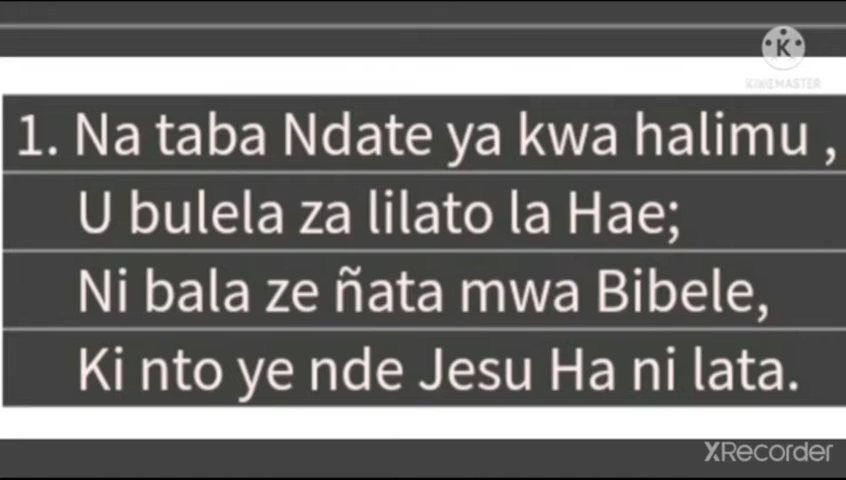 KINEMASTER
1. Na taba Ndate ya kwa halimu ,
U bulela za lilato la Hae;
Ni bala ze ñata mwa Bibele,
Ki nto ye nde Jesu Ha ni lata.
XRecorder